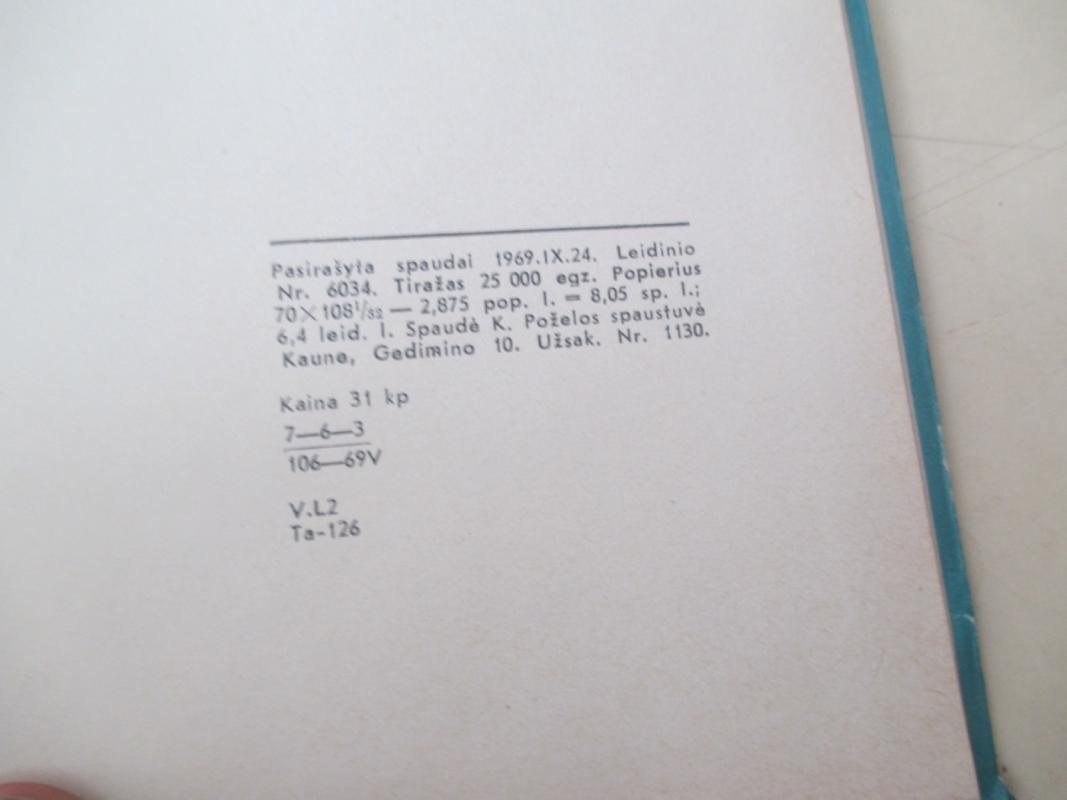 Pasirašyta spaudai 1969.IX.24. Leidinio
Nr. 6034. Tiražas 25 000 egz. Popierius
70×108¹/₃₂ — 2,875 pop. l. = 8,05 sp. l.;
6,4 leid. l. Spaudė K. Poželos spaustuvė
Kaune, Gedimino 10. Užsak. Nr. 1130.
Kaina 31 kp
7—6—3
106—69V
V.L2
Ta-126